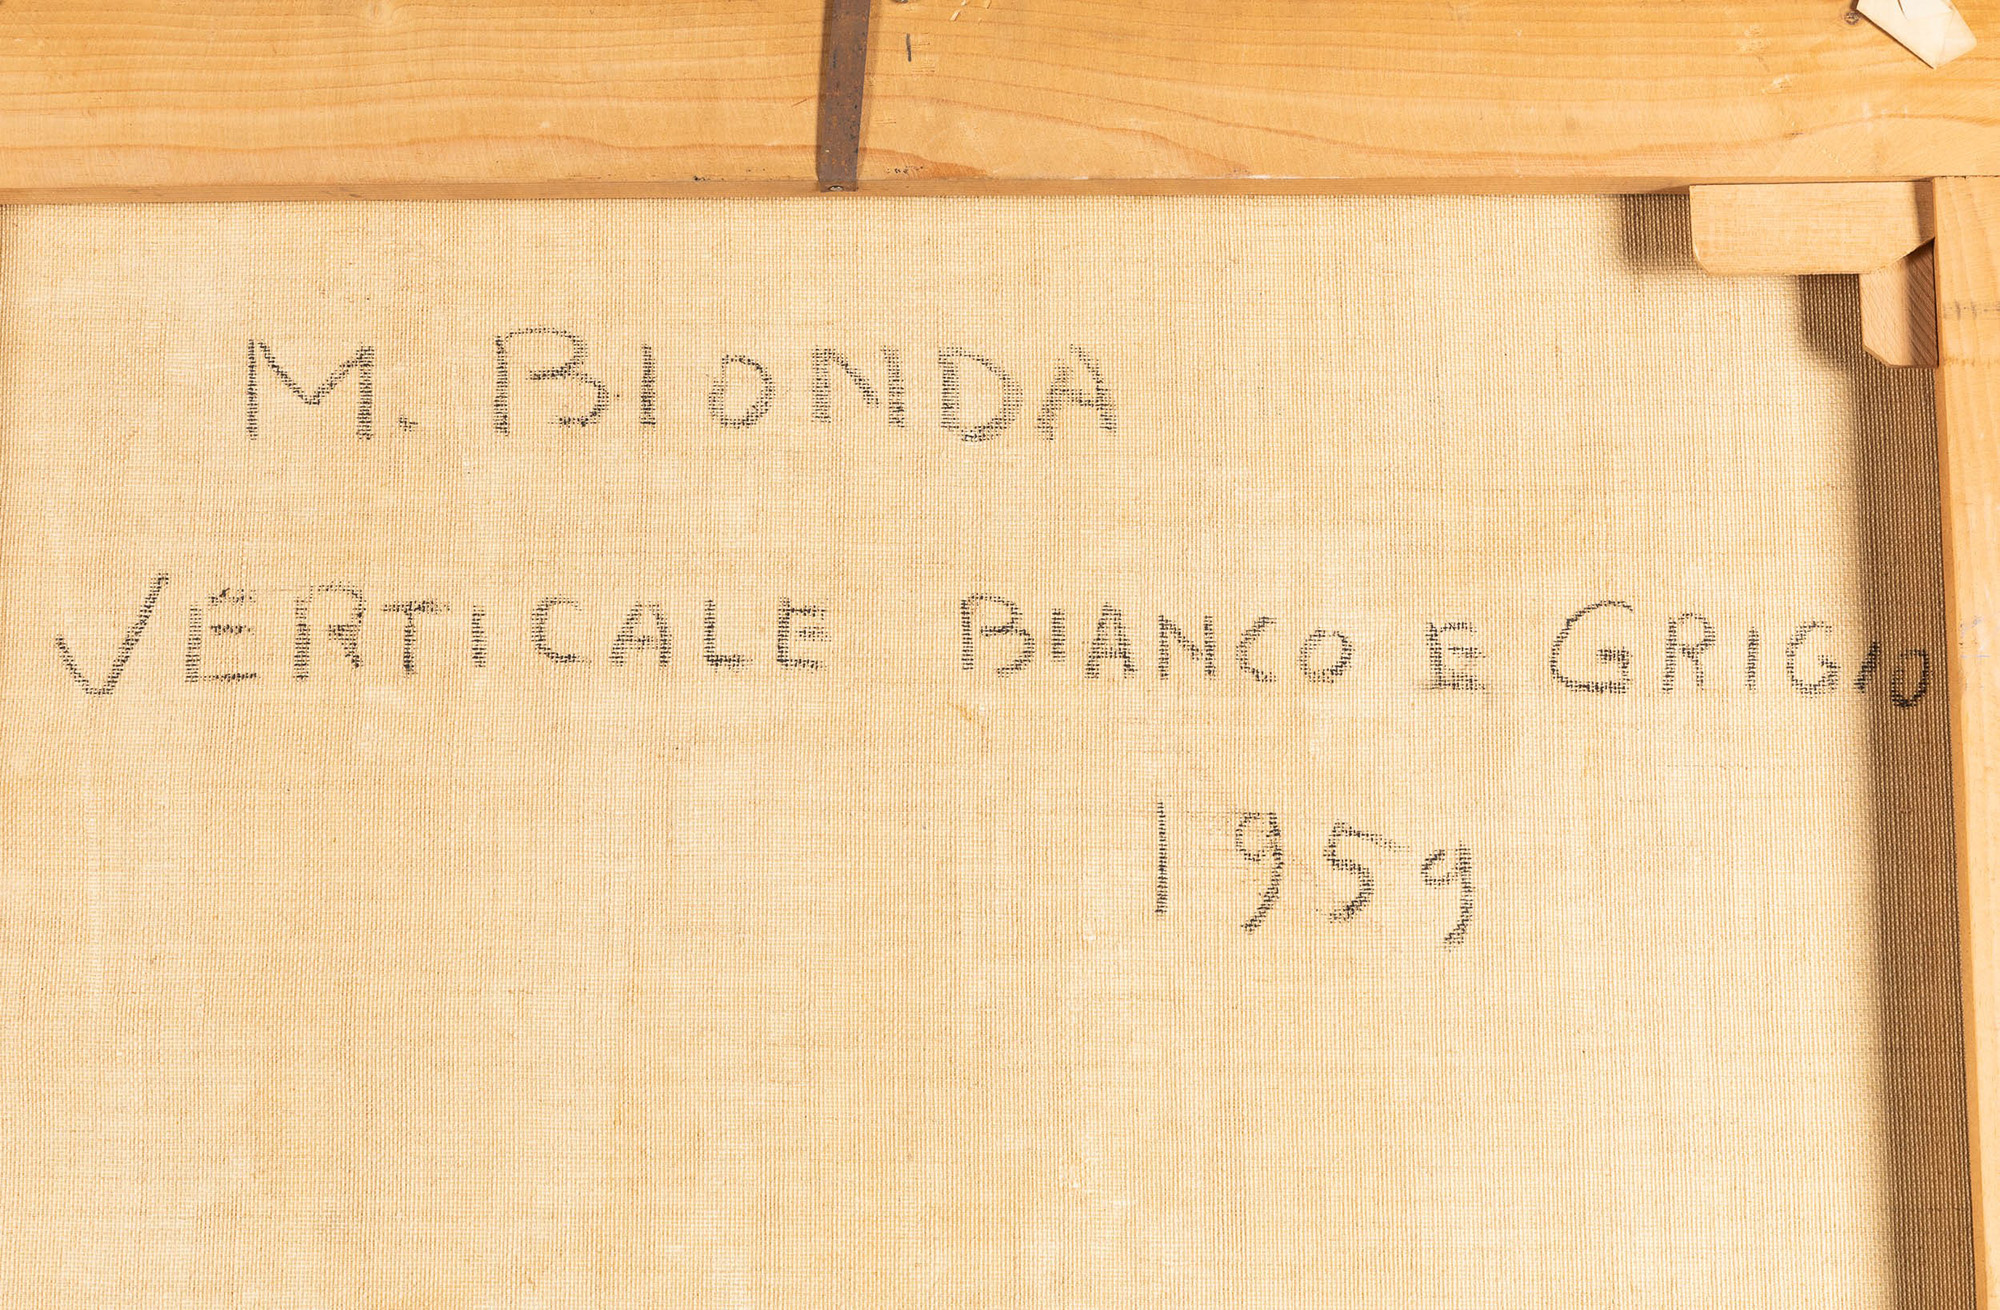 M. BIONDA
VERTICALE BIANCO E GRIGIO
1959